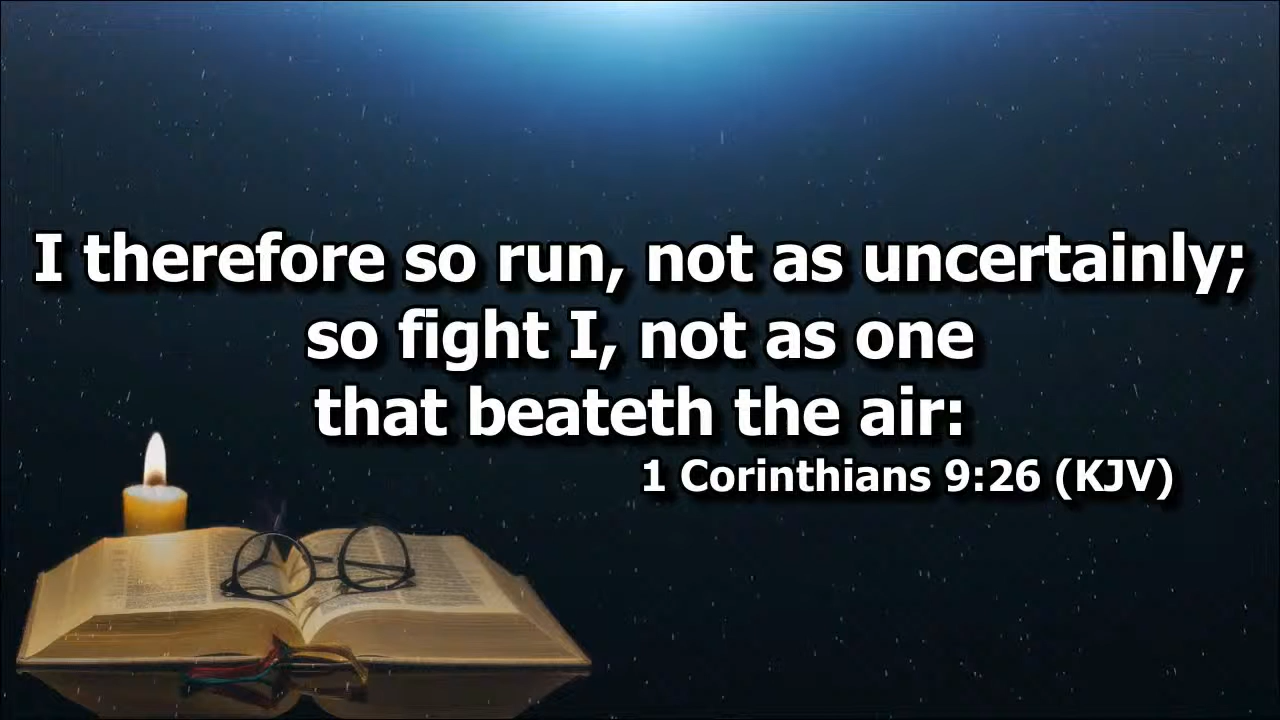 I therefore so run, not as uncertainly;
so fight I, not as one
that beateth the air:
1 Corinthians 9:26 (KJV)